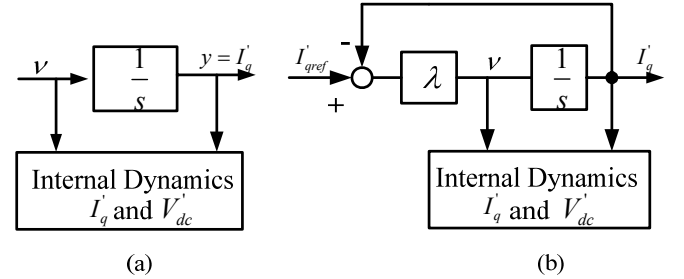 ν
1
s
y = I'q
Internal Dynamics
I'q and V'dc
(a)
I'qref
-
+
λ
ν
1
s
I'q
Internal Dynamics
I'q and V'dc
(b)